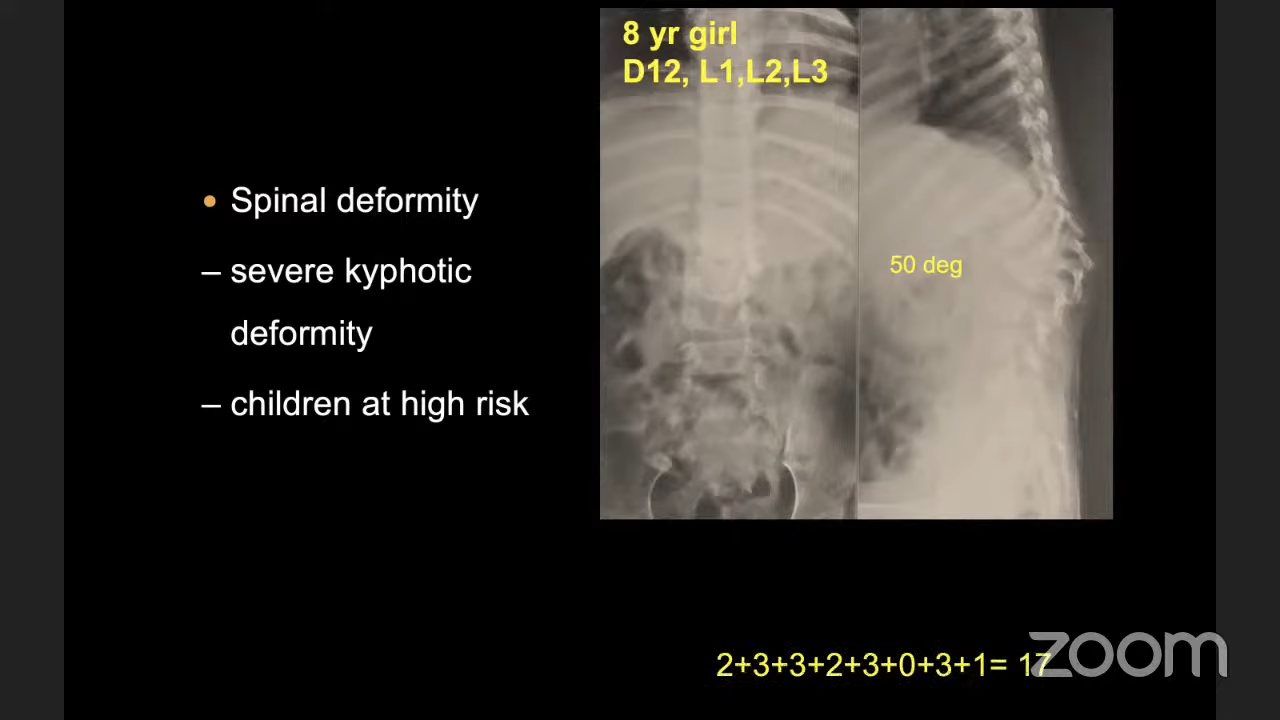 8 yr girl
D12, L1,L2,L3
• Spinal deformity
– severe kyphotic
deformity
– children at high risk
50 deg
2+3+3+2+3+0+3+1= 17
zoom